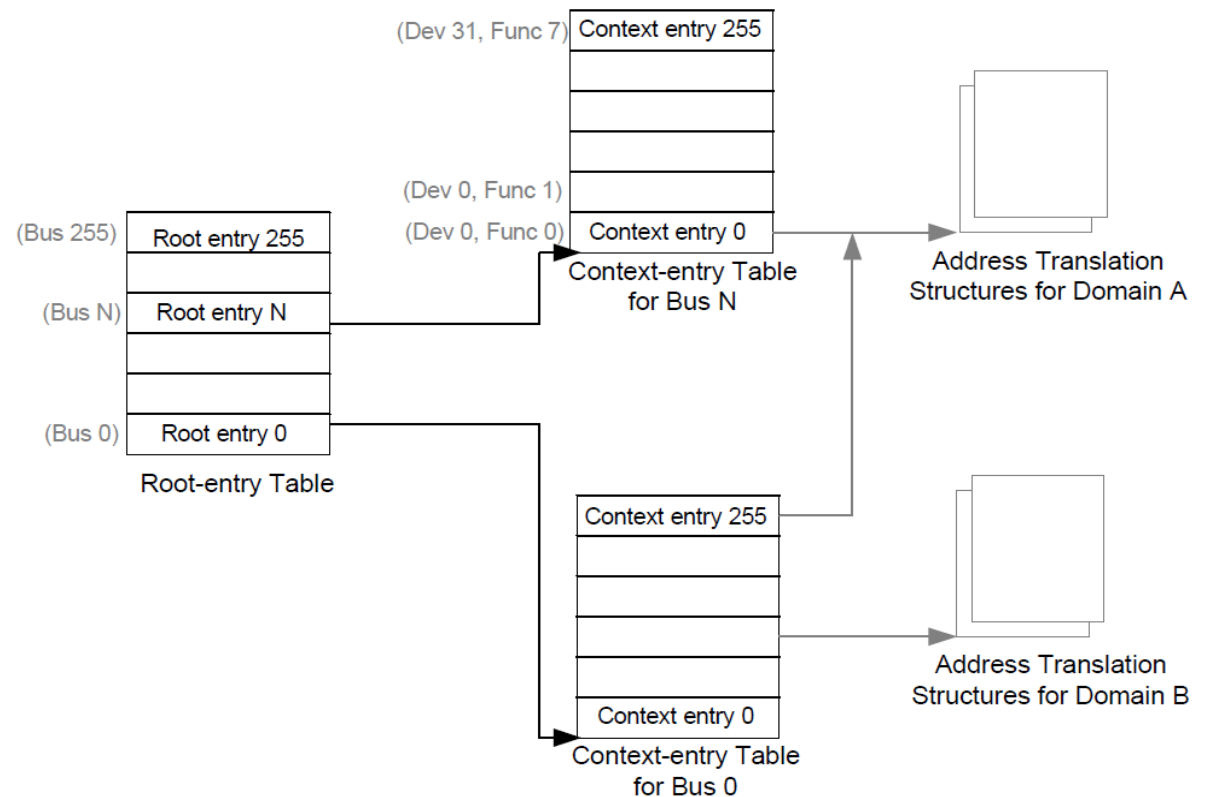 (Dev 31, Func 7)
Context entry 255
(Dev 0, Func 1)
(Dev 0, Func 0)
Context entry 0
Context-entry Table
for Bus N
Address Translation
Structures for Domain A
(Bus 255)
Root entry 255
(Bus N)
Root entry N
(Bus 0)
Root entry 0
Root-entry Table
Context entry 255
Context entry 0
Context-entry Table
for Bus 0
Address Translation
Structures for Domain B